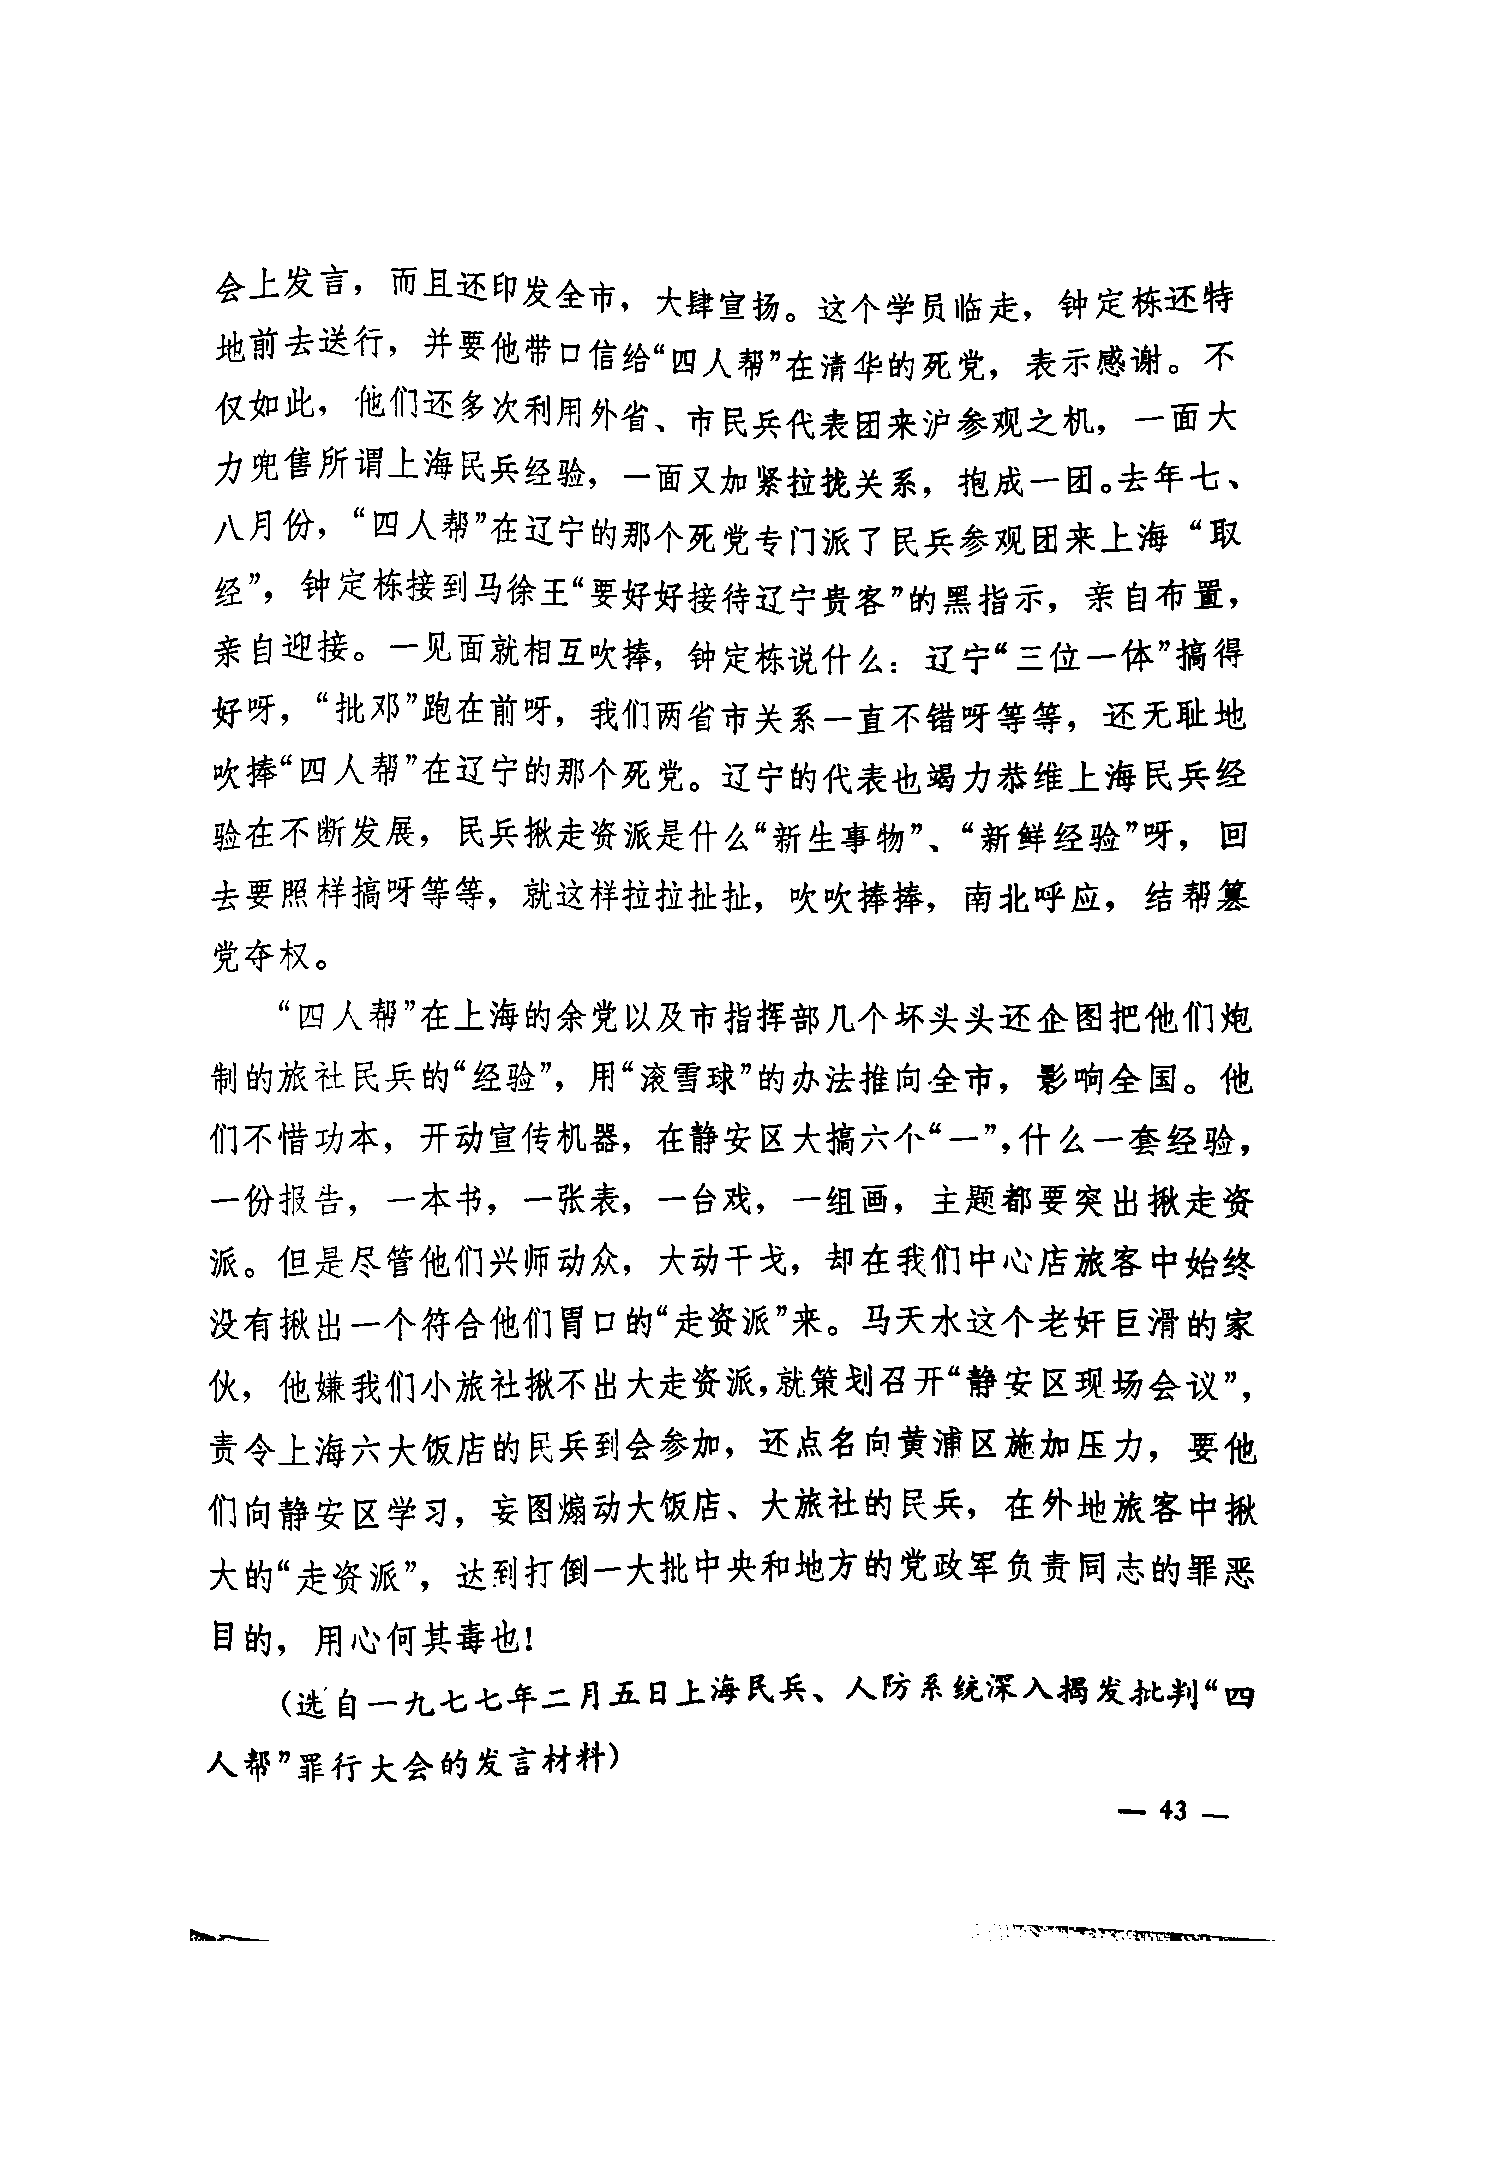 会上发言，而且还印发全市，大肆宣扬。这个学员临走，钟定栋还特
地前去送行，并要他带口信给“四人帮”在清华的死党，表示感谢。不
仅如此，他们还多次利用外省、市民兵代表团来沪参观之机，一面大
力兜售所谓上海民兵经验，一面又加紧拉拢关系，抱成一团。去年七、
八月份，“四人帮”在辽宁的那个死党专门派了民兵参观团来上海“取
经”，钟定栋接到马徐王“要好好接待辽宁贵客”的黑指示，亲自布置，
亲自迎接。一见面就相互吹捧，钟定栋说什么：辽宁“三位一体”搞得
好呀，“批邓”跑在前呀，我们两省市关系一直不错呀等等，还无耻地
吹捧“四人帮”在辽宁的那个死党。辽宁的代表也竭力恭维上海民兵经
验在不断发展，民兵揪走资派是什么“新生事物”、“新鲜经验”呀，回
去要照样搞呀等等，就这样拉拉扯扯，吹吹捧捧，南北呼应，结帮篡
党夺权。
“四人帮”在上海的余党以及市指挥部几个坏头头还企图把他们炮
制的旅社民兵的“经验”，用“滚雪球”的办法推向全市，影响全国。他
们不惜功本，开动宣传机器，在静安区大搞六个“一”，什么一套经验，
一份报告，一本书，一张表，一台戏，一组画，主题都要突出揪走资
派。但是尽管他们兴师动众，大动干戈，却在我们中心店旅客中始终
没有揪出一个符合他们胃口的“走资派”来。马天水这个老奸巨滑的家
伙，他嫌我们小旅社揪不出大走资派，就策划召开“静安区现场会议”，
责令上海六大饭店的民兵到会参加，还点名向黄浦区施加压力，要他
们向静安区学习，妄图煽动大饭店、大旅社的民兵，在外地旅客中揪
大的“走资派”，达到打倒一大批中央和地方的党政军负责同志的罪恶
目的，用心何其毒也！
（选自一九七七年二月五日上海民兵、人防系统深入揭发批判“四
人帮”罪行大会的发言材料）
— 43 —